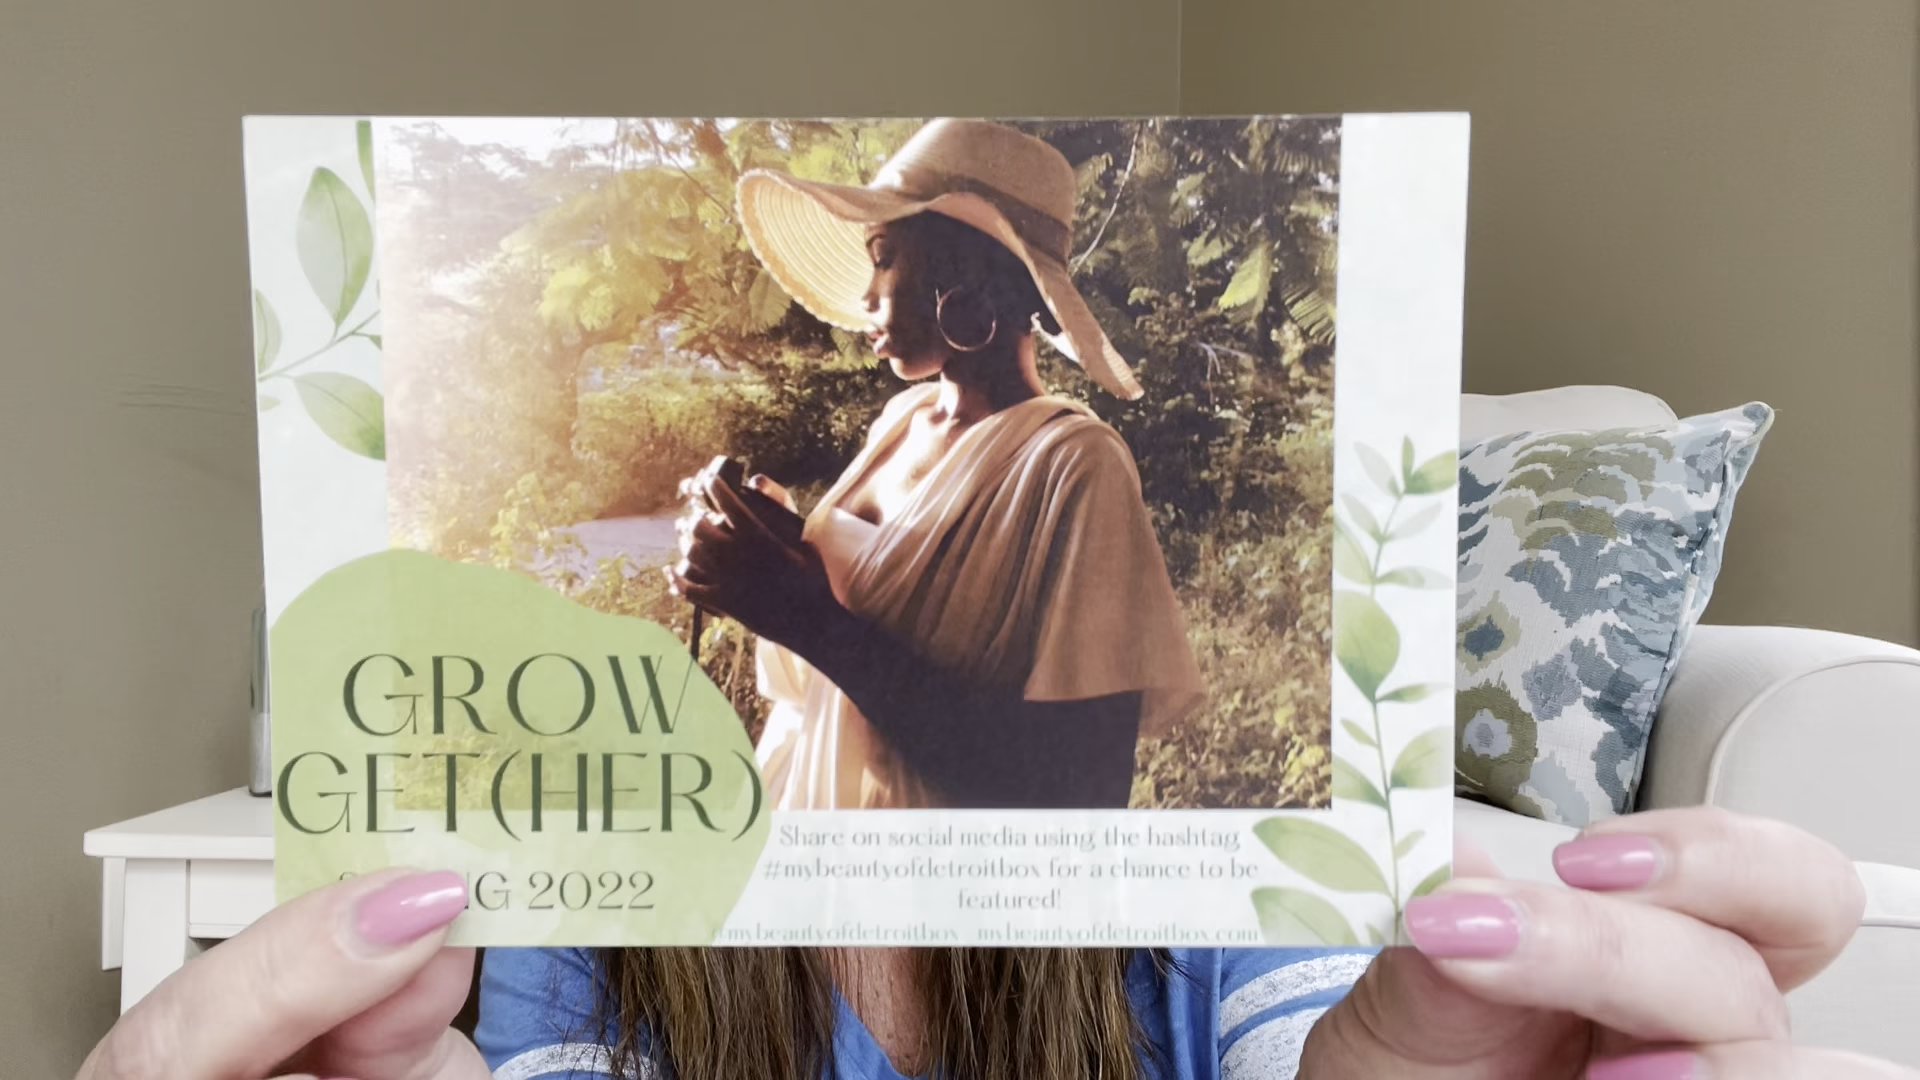 GROW
GET(HER)
NG 2022
Share on social media using the hashtag
#mybeautyofdetroitbox for a chance to be
featured!
@mybeautyofdetroitbox mybeautyofdetroitbox.com